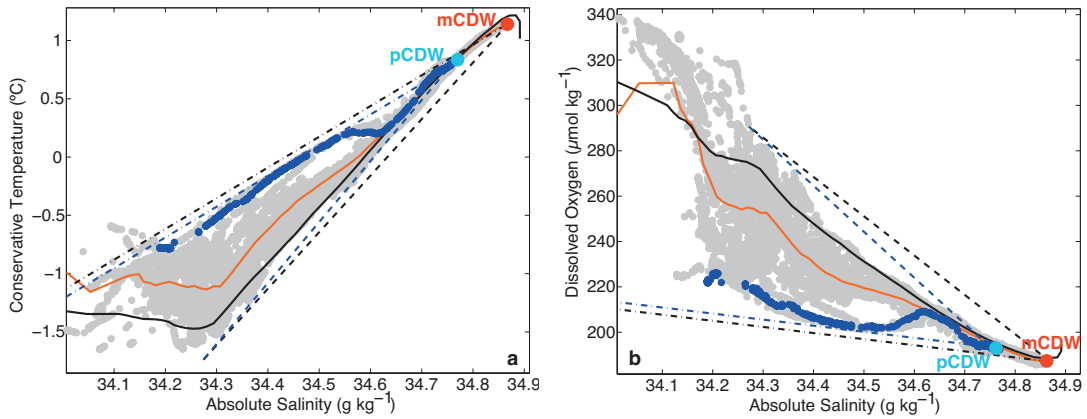 mCDW
pCDW
1
0.5
0
−0.5
−1
−1.5
Conservative Temperature (ºC)
34.1 34.2 34.3 34.4 34.5 34.6 34.7 34.8 34.9
Absolute Salinity (g kg−1)
a
340
320
300
280
260
240
220
200
Dissolved Oxygen (μmol kg−1)
mCDW
pCDW
b
34.1 34.2 34.3 34.4 34.5 34.6 34.7 34.8 34.9
Absolute Salinity (g kg−1)